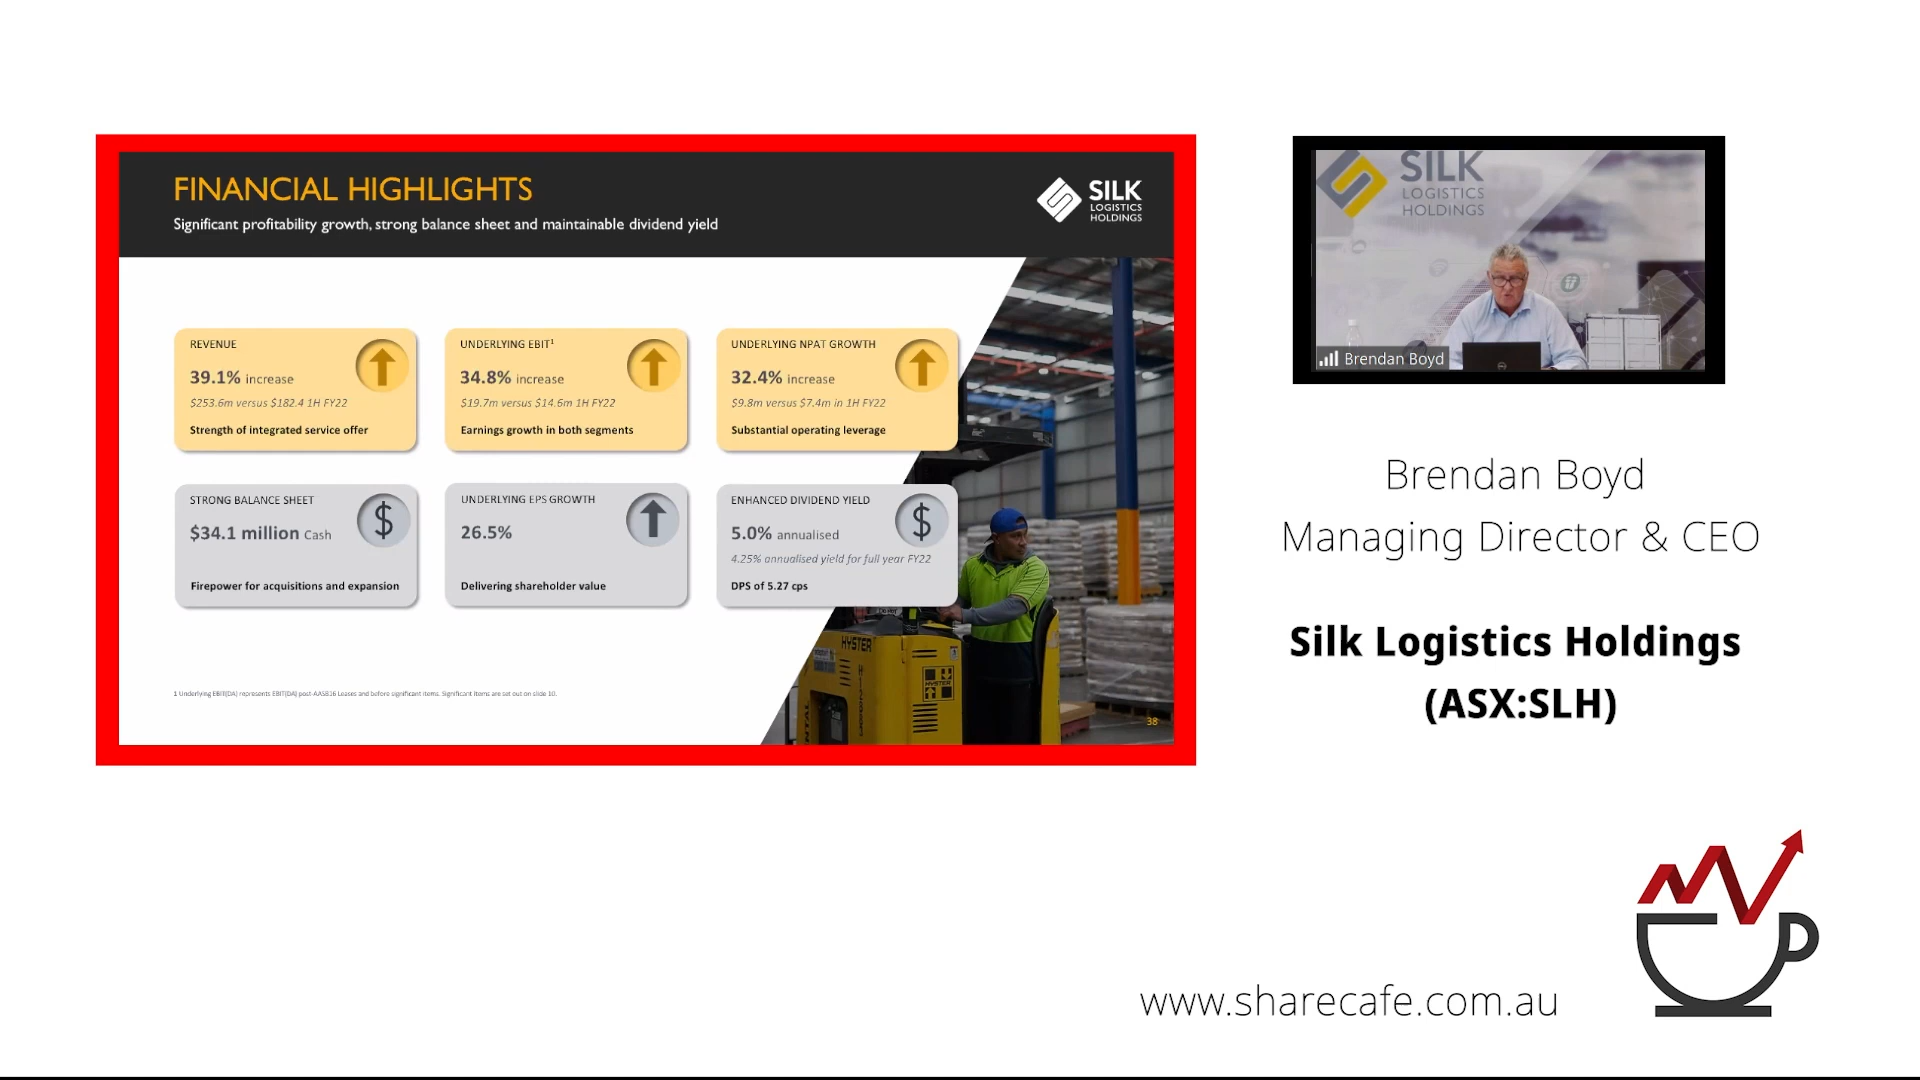 FINANCIAL HIGHLIGHTS
Significant profitability growth, strong balance sheet and maintainable dividend yield
SILK
LOGISTICS
HOLDINGS
REVENUE
39.1% increase
$253.6m versus $182.4 1H FY22
Strength of integrated service offer
UNDERLYING EBIT¹
34.8% increase
$19.7m versus $14.6m 1H FY22
Earnings growth in both segments
UNDERLYING NPAT GROWTH
32.4% increase
$9.8m versus $7.4m in 1H FY22
Substantial operating leverage
STRONG BALANCE SHEET
$34.1 million Cash
Firepower for acquisitions and expansion
UNDERLYING EPS GROWTH
26.5%
Delivering shareholder value
ENHANCED DIVIDEND YIELD
5.0% annualised
4.25% annualised yield for full year FY22
DPS of 5.27 cps
HYSTER
HYSTER
1 Underlying EBIT(DA) represents EBIT(DA) post-AASB16 Leases and before significant items. Significant items are set out on slide 10.
38
SILK
LOGISTICS
HOLDINGS
Brendan Boyd
Brendan Boyd
Managing Director & CEO
Silk Logistics Holdings
(ASX:SLH)
www.sharecafe.com.au